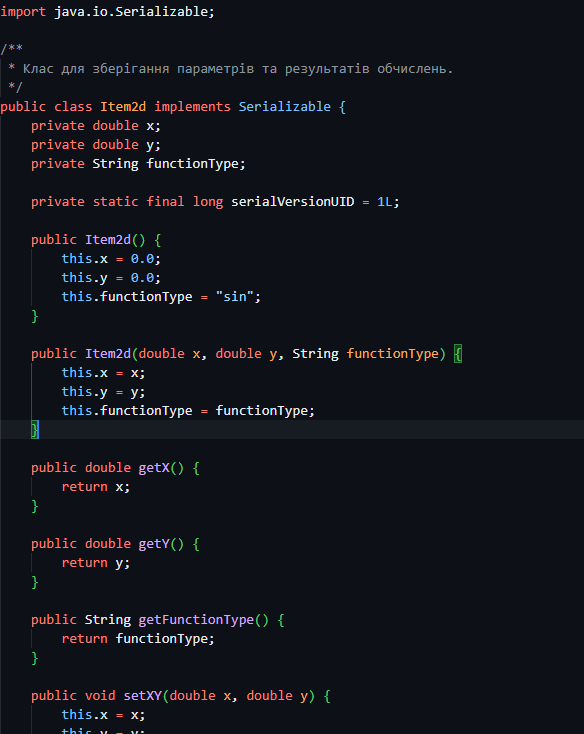 import java.io.Serializable;
/**
 * Клас для зберігання параметрів та результатів обчислень.
 */
public class Item2d implements Serializable {
    private double x;
    private double y;
    private String functionType;
    private static final long serialVersionUID = 1L;
    public Item2d() {
        this.x = 0.0;
        this.y = 0.0;
        this.functionType = "sin";
    }
    public Item2d(double x, double y, String functionType) {
        this.x = x;
        this.y = y;
        this.functionType = functionType;
    }
    public double getX() {
        return x;
    }
    public double getY() {
        return y;
    }
    public String getFunctionType() {
        return functionType;
    }
    public void setXY(double x, double y) {
        this.x = x;
        this.y = y;